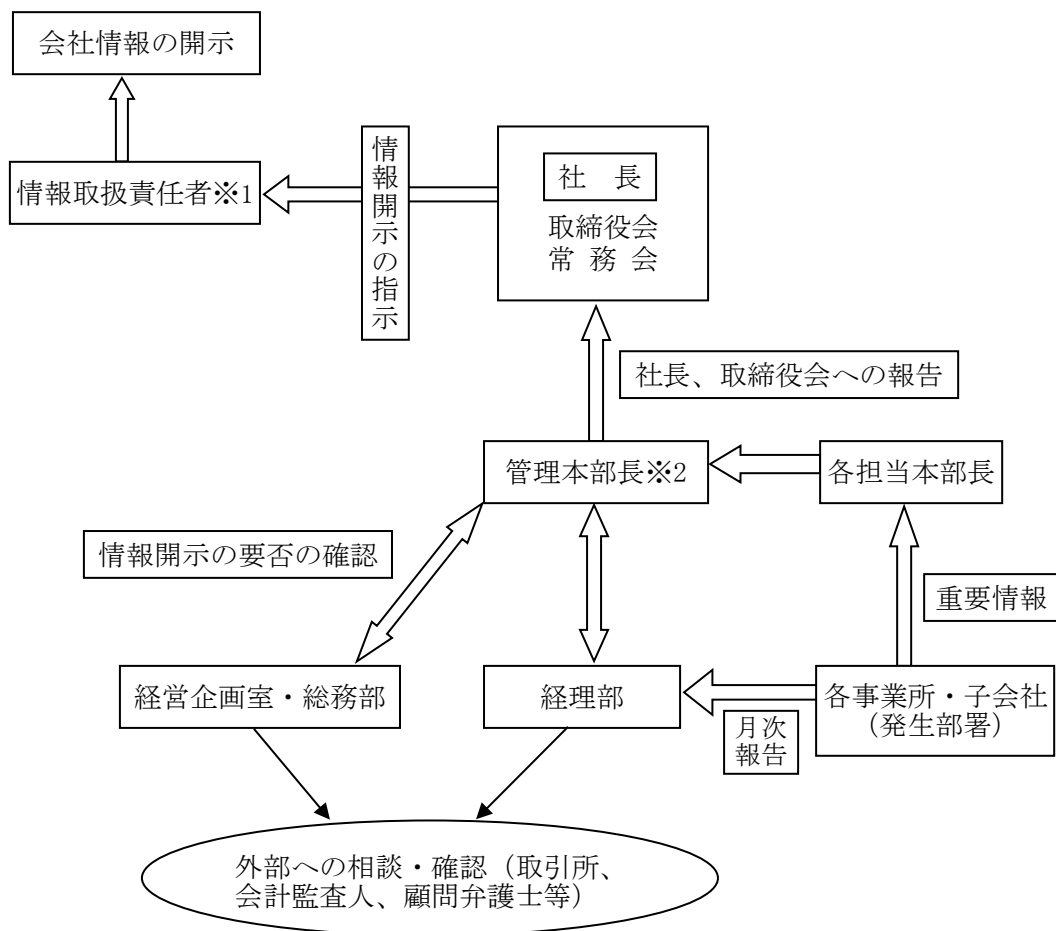 会社情報の開示
情報取扱責任者※1
情報開示の指示
社　長
取締役会
常 務 会
社長、取締役会への報告
管理本部長※2
各担当本部長
情報開示の要否の確認
重要情報
経営企画室・総務部
経理部
各事業所・子会社
（発生部署）
月次
報告
外部への相談・確認（取引所、
会計監査人、顧問弁護士等）